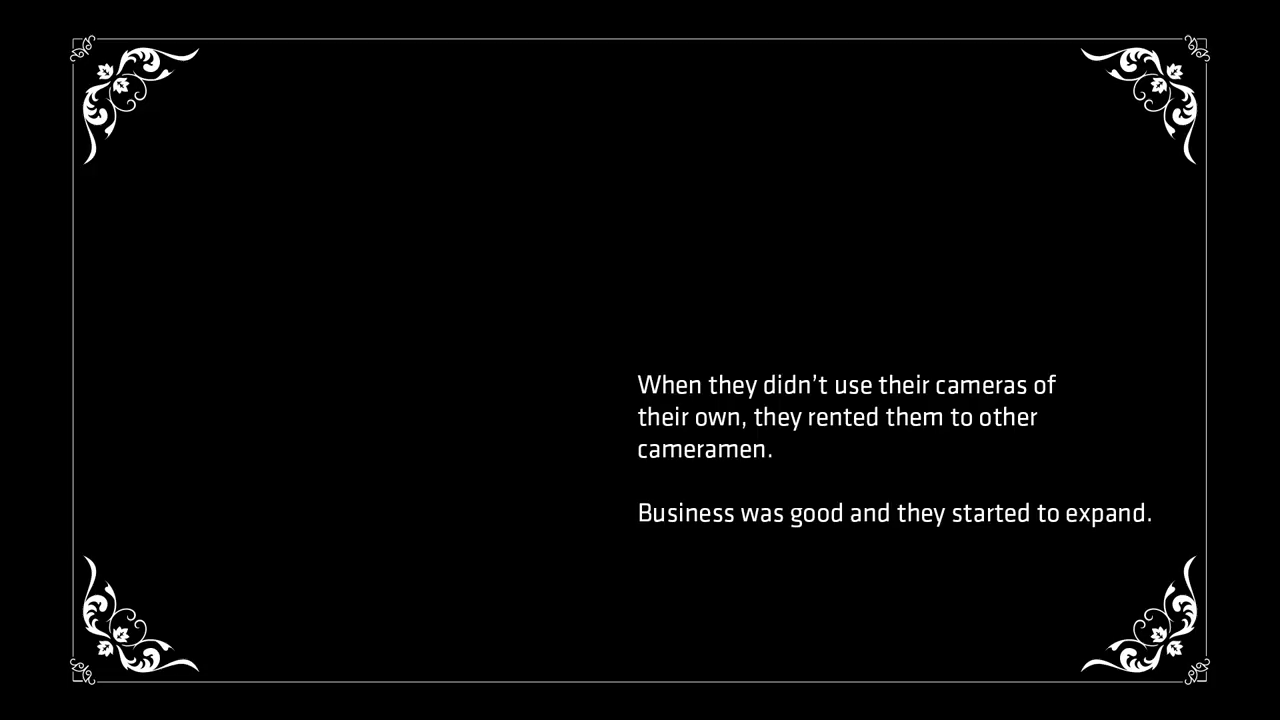 When they didn’t use their cameras of
their own, they rented them to other
cameramen.
Business was good and they started to expand.